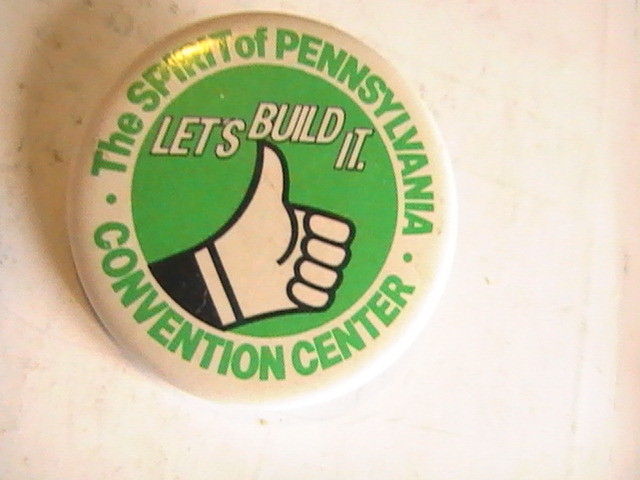 The SPIRIT of PENNSYLVANIA
LET'S BUILD IT.
• CONVENTION CENTER •